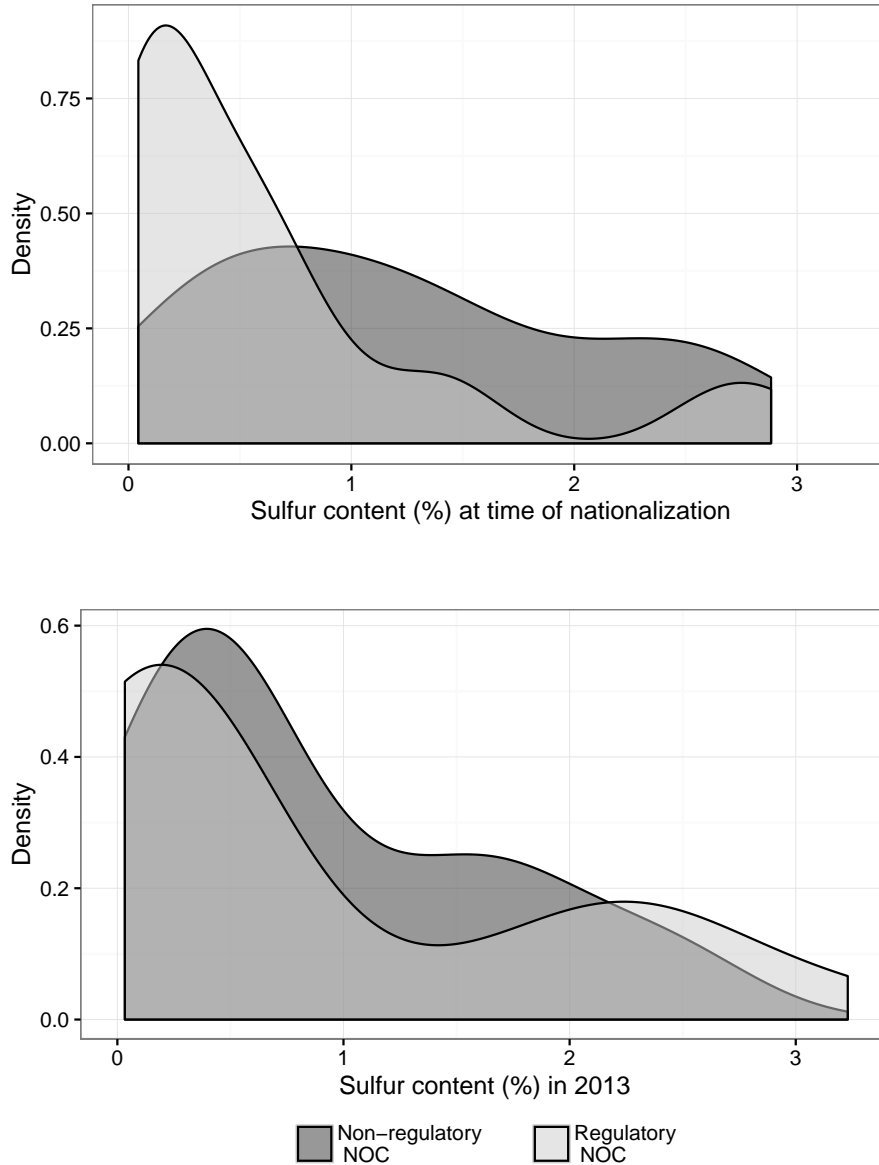 0.75
0.50
0.25
0.00
Density
0 1 2 3
Sulfur content (%) at time of nationalization
0.6
0.4
0.2
0.0
Density
0 1 2 3
Sulfur content (%) in 2013
Non−regulatory
NOC
Regulatory
NOC